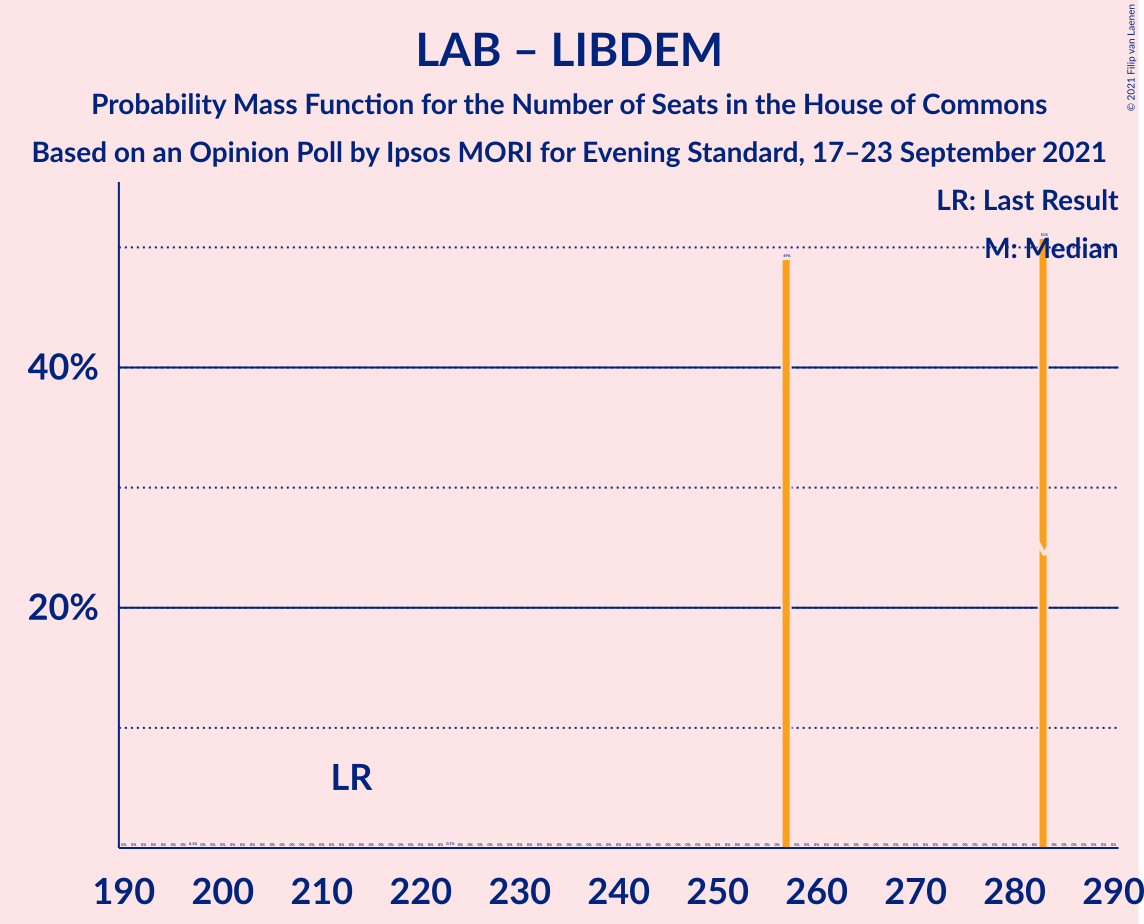 LAB – LIBDEM
Probability Mass Function for the Number of Seats in the House of Commons
Based on an Opinion Poll by Ipsos MORI for Evening Standard, 17–23 September 2021
© 2021 Filip van Laenen
LR: Last Result
M: Median
40%
20%
LR
M
190 200 210 220 230 240 250 260 270 280 290